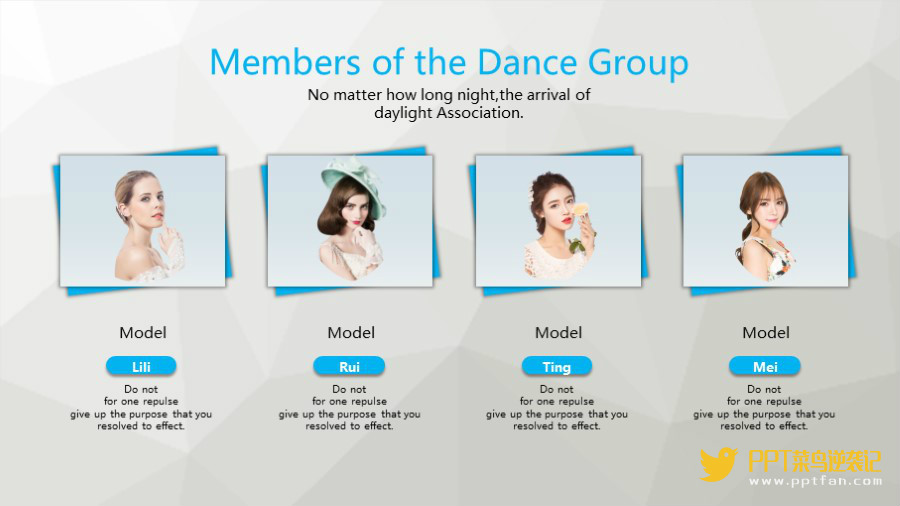 Members of the Dance Group
No matter how long night,the arrival of
daylight Association.
Model
Lili
Do not
for one repulse
give up the purpose that you
resolved to effect.
Model
Rui
Do not
for one repulse
give up the purpose that you
resolved to effect.
Model
Ting
Do not
for one repulse
give up the purpose that you
resolved to effect.
Model
Mei
Do not
for one repulse
give up the purpose that you
resolved to effect.
PPT菜鸟逆袭记
www.pptfan.com